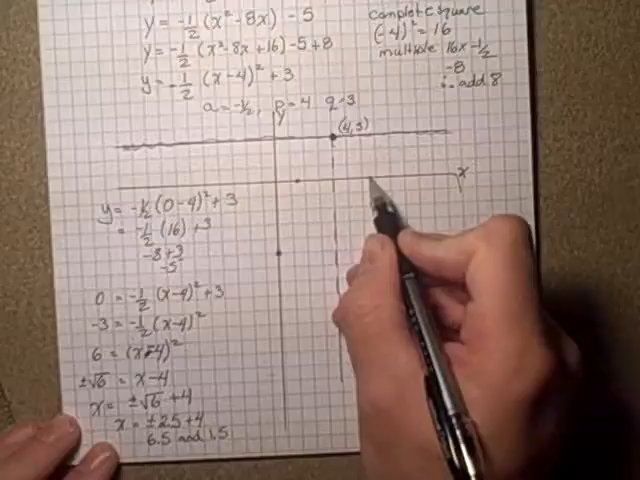 y = -1/2 (x² - 8x) - 5
y = -1/2 (x² - 8x + 16) - 5 + 8
y = -1/2 (x - 4)² + 3
a = -1/2, p = 4 q = 3
complete square
(-4)² = 16
multiple 16 x -1/2
-8
∴ add 8
y
(4,3)
x
y = -1/2 (0 - 4)² + 3
= -1/2 (16) + 3
-8 + 3
-5
0 = -1/2 (x - 4)² + 3
-3 = -1/2 (x - 4)²
6 = (x - 4)²
±√6 = x - 4
x = ±√6 + 4
x = ±2.5 + 4
6.5 and 1.5